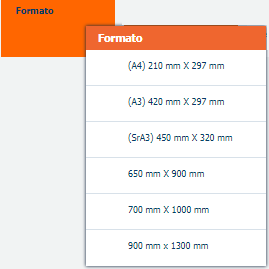 Formato
Formato
(A4) 210 mm X 297 mm
(A3) 420 mm X 297 mm
(SrA3) 450 mm X 320 mm
650 mm X 900 mm
700 mm X 1000 mm
900 mm x 1300 mm